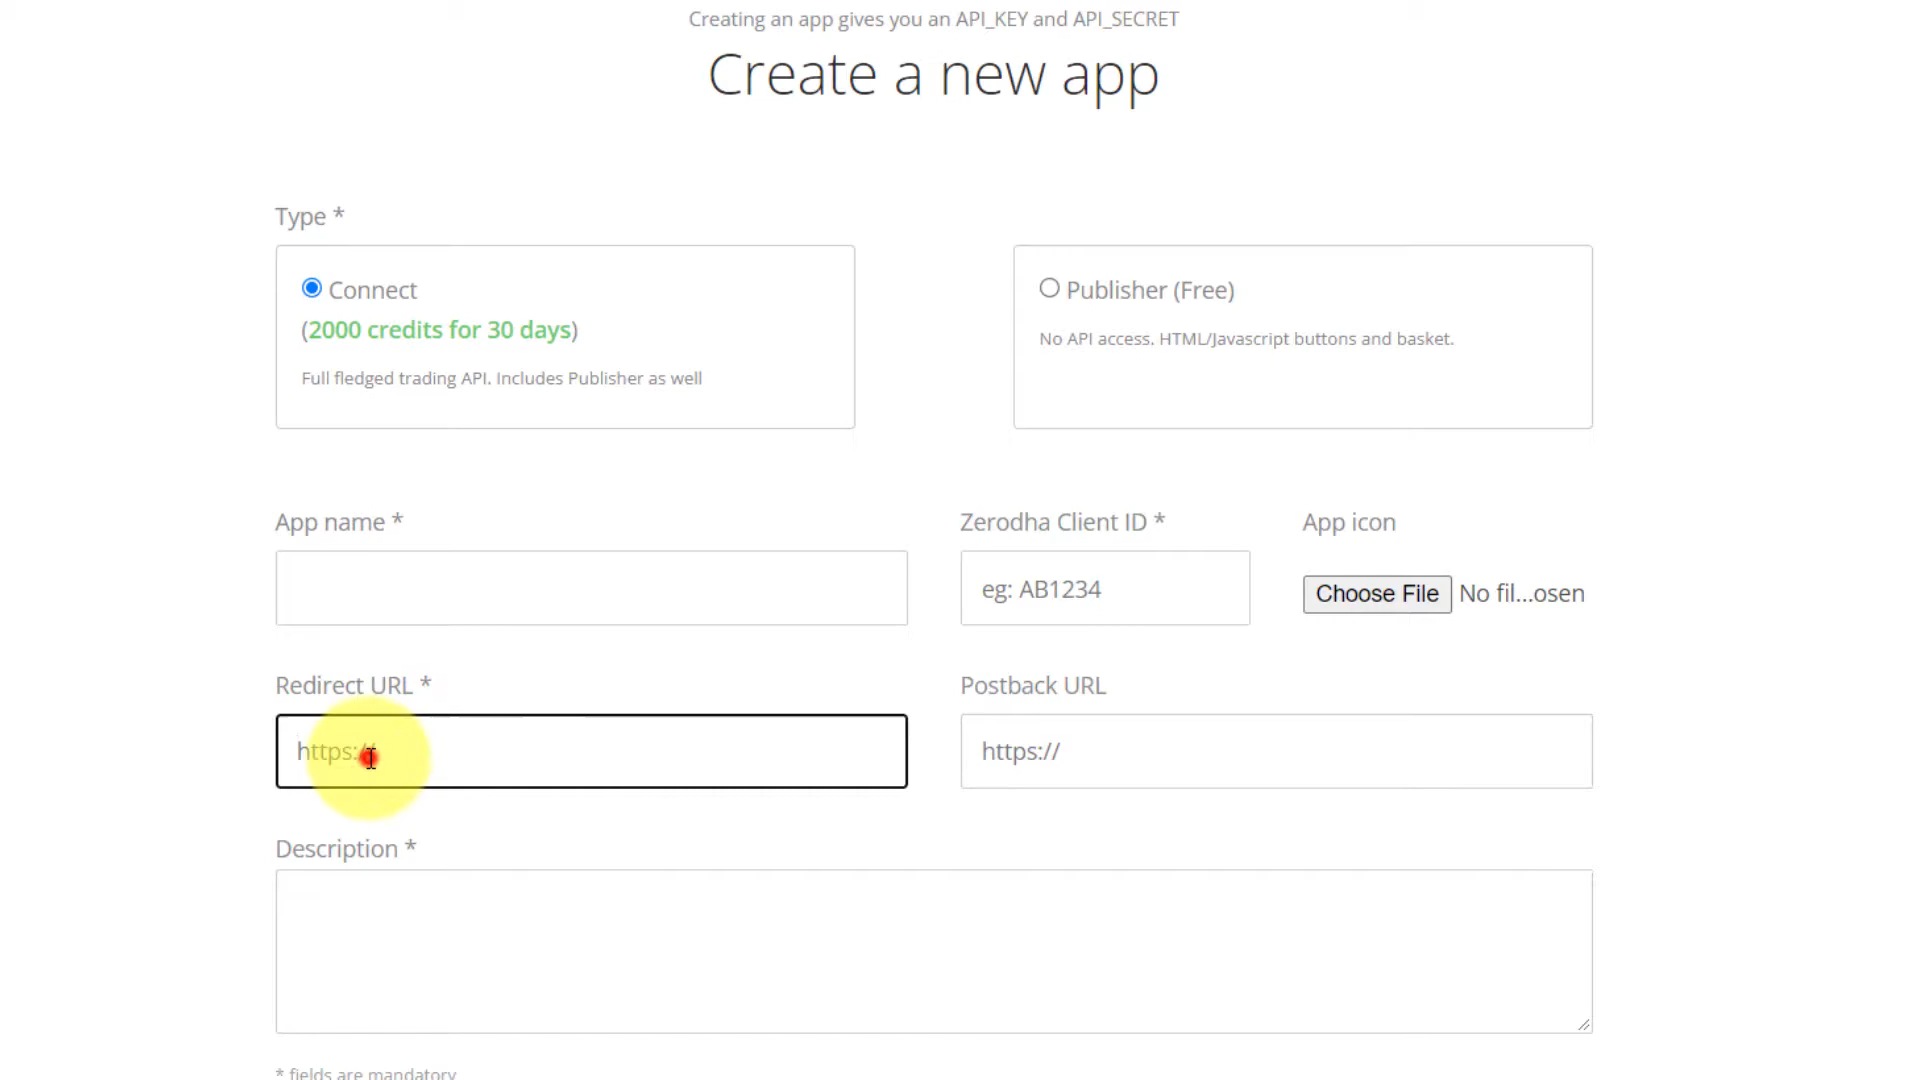 Creating an app gives you an API_KEY and API_SECRET
Create a new app
Type *
Connect
(2000 credits for 30 days)
Full fledged trading API. Includes Publisher as well
Publisher (Free)
No API access. HTML/Javascript buttons and basket.
App name *
Zerodha Client ID *
App icon
eg: AB1234
Choose File
No fil...osen
Redirect URL *
Postback URL
https://
https://
Description *
* fields are mandatory